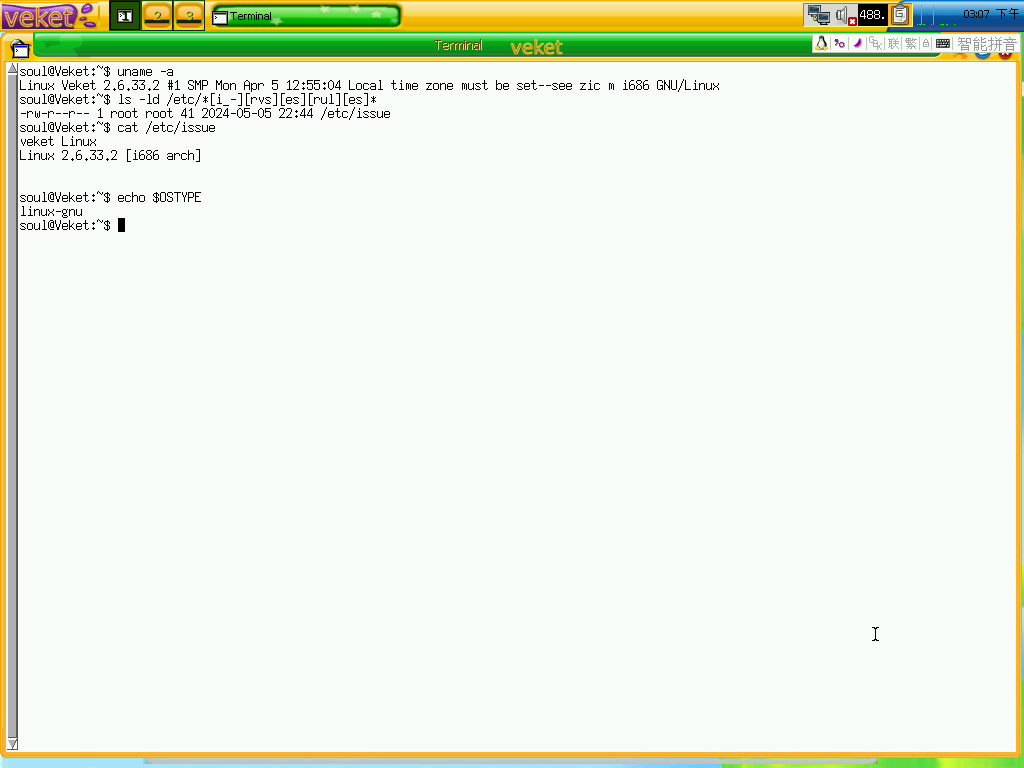 veket
1
2
3
Terminal
488.
03:07 下午
Terminal
veket
联 繁
智能拼音
soul@Veket:~$ uname -a
Linux Veket 2.6.33.2 #1 SMP Mon Apr 5 12:55:04 Local time zone must be set--see zic m i686 GNU/Linux
soul@Veket:~$ ls -ld /etc/*[i_-][rvs][es][rul][es]*
-rw-r--r-- 1 root root 41 2024-05-05 22:44 /etc/issue
soul@Veket:~$ cat /etc/issue
veket Linux
Linux 2.6.33.2 [i686 arch]
soul@Veket:~$ echo $OSTYPE
linux-gnu
soul@Veket:~$